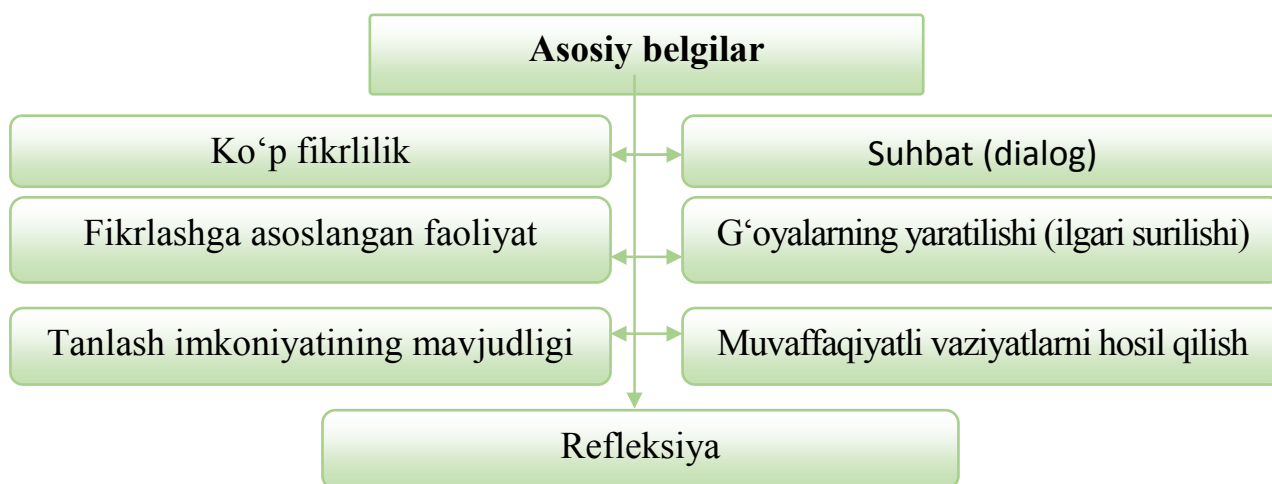 Asosiy belgilar
Ko‘p fikrlilik
Suhbat (dialog)
Fikrlashga asoslangan faoliyat
G‘oyalarning yaratilishi (ilgari surilishi)
Tanlash imkoniyatining mavjudligi
Muvaffaqiyatli vaziyatlarni hosil qilish
Refleksiya